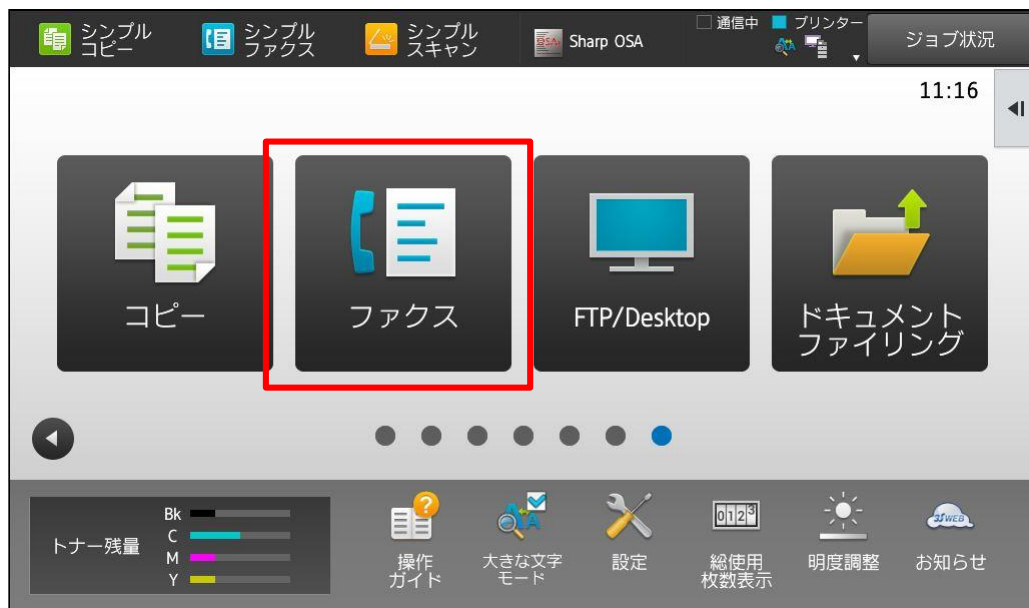 シンプル
コピー
シンプル
ファクス
シンプル
スキャン
Sharp OSA
通信中
プリンター
ジョブ状況
11:16
コピー
ファクス
FTP/Desktop
ドキュメント
ファイリング
トナー残量
Bk
C
M
Y
操作
ガイド
大きな文字
モード
設定
0123
総使用
枚数表示
明度調整
お知らせ